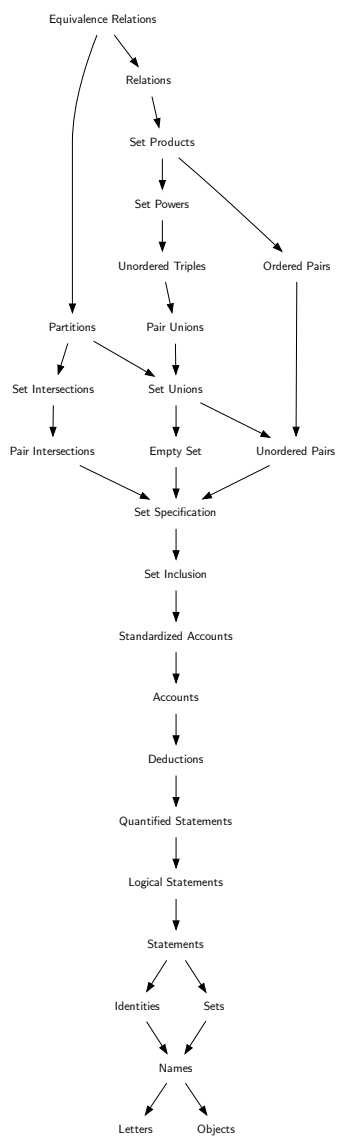 Equivalence Relations
Relations
Set Products
Set Powers
Unordered Triples
Ordered Pairs
Partitions
Pair Unions
Set Intersections
Set Unions
Pair Intersections
Empty Set
Unordered Pairs
Set Specification
Set Inclusion
Standardized Accounts
Accounts
Deductions
Quantified Statements
Logical Statements
Statements
Identities
Sets
Names
Letters
Objects